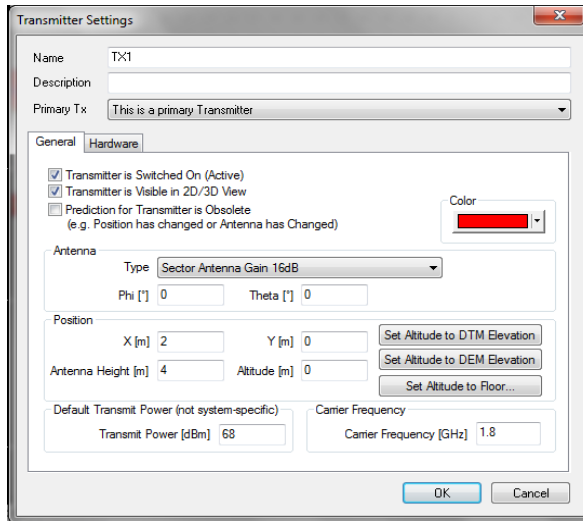 Transmitter Settings
Name TX1
Description
Primary Tx This is a primary Transmitter
General Hardware
Transmitter is Switched On (Active)
Transmitter is Visible in 2D/3D View
Prediction for Transmitter is Obsolete
(e.g. Position has changed or Antenna has Changed)
Color
Antenna
Type Sector Antenna Gain 16dB
Phi [°] 0 Theta [°] 0
Position
X [m] 2 Y [m] 0 Set Altitude to DTM Elevation
Set Altitude to DEM Elevation
Antenna Height [m] 4 Altitude [m] 0
Set Altitude to Floor...
Default Transmit Power (not system-specific) Carrier Frequency
Transmit Power [dBm] 68 Carrier Frequency [GHz] 1.8
OK Cancel